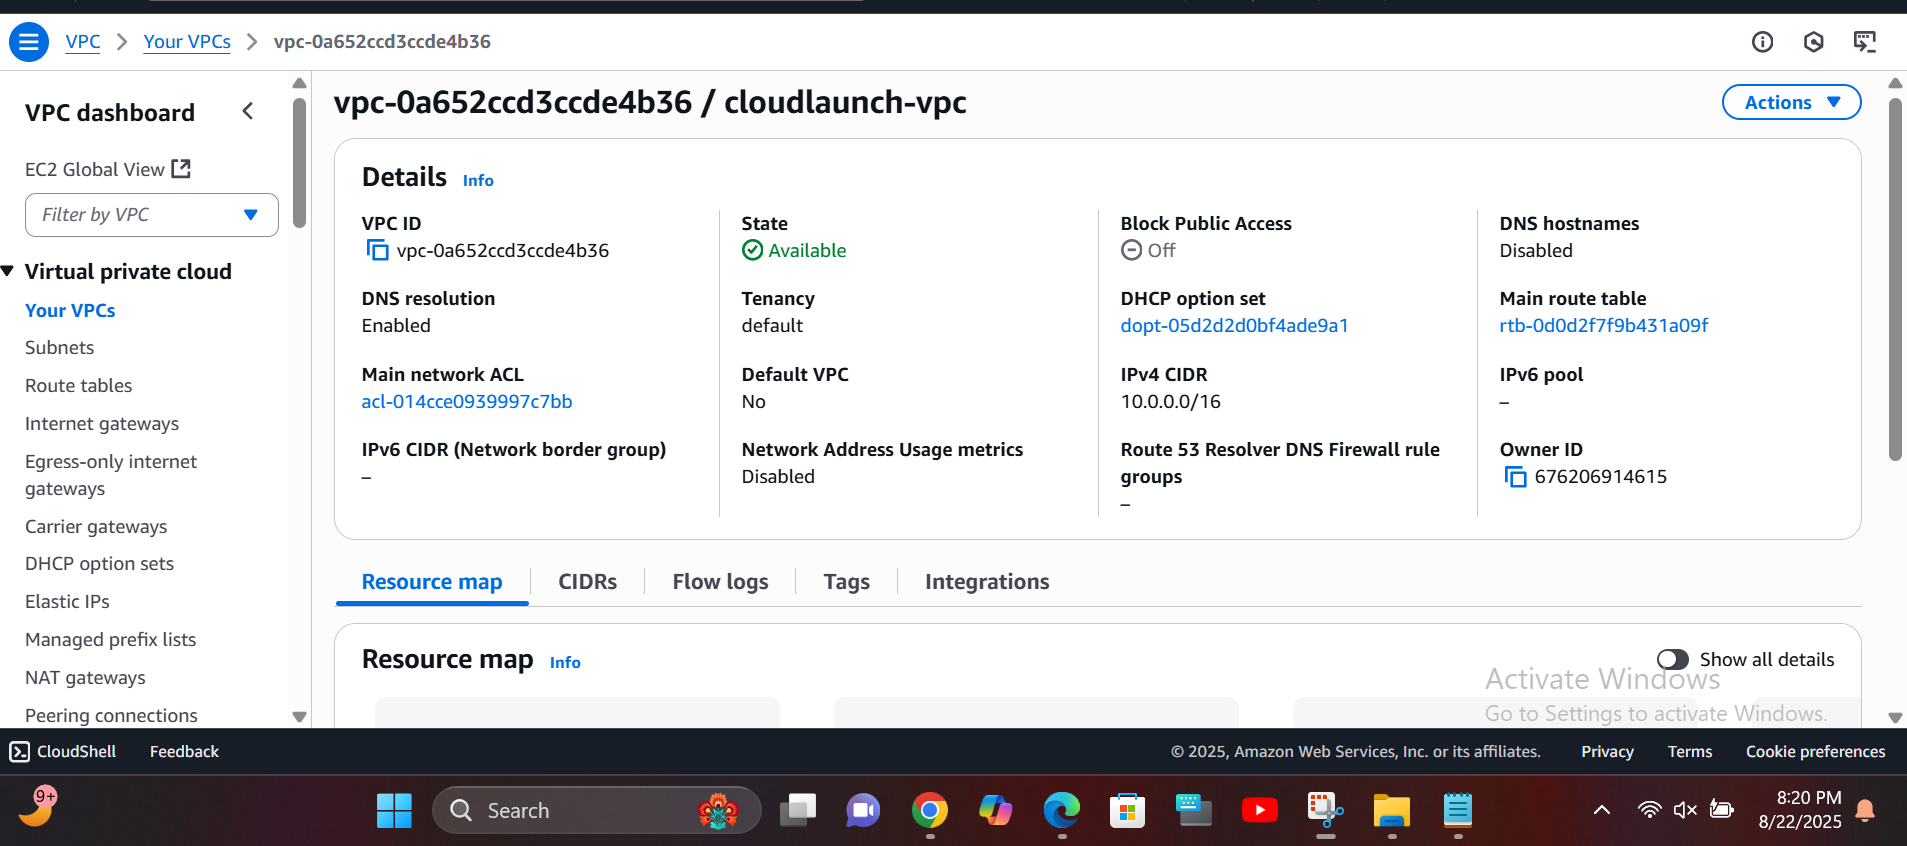 VPC
Your VPCs
vpc-0a652ccd3ccde4b36
VPC dashboard
EC2 Global View
Filter by VPC
Virtual private cloud
Your VPCs
Subnets
Route tables
Internet gateways
Egress-only internet
gateways
Carrier gateways
DHCP option sets
Elastic IPs
Managed prefix lists
NAT gateways
Peering connections
vpc-0a652ccd3ccde4b36 / cloudlaunch-vpc
Actions
Details Info
VPC ID
vpc-0a652ccd3ccde4b36
State
Available
Block Public Access
Off
DNS hostnames
Disabled
DNS resolution
Enabled
Tenancy
default
DHCP option set
dopt-05d2d2d0bf4ade9a1
Main route table
rtb-0d0d2f7f9b431a09f
Main network ACL
acl-014cce0939997c7bb
Default VPC
No
IPv4 CIDR
10.0.0.0/16
IPv6 pool
–
IPv6 CIDR (Network border group)
–
Network Address Usage metrics
Disabled
Route 53 Resolver DNS Firewall rule
groups
–
Owner ID
676206914615
Resource map
CIDRs
Flow logs
Tags
Integrations
Resource map Info
Show all details
Activate Windows
Go to Settings to activate Windows.
CloudShell
Feedback
© 2025, Amazon Web Services, Inc. or its affiliates.
Privacy
Terms
Cookie preferences
9+
Search
8:20 PM
8/22/2025